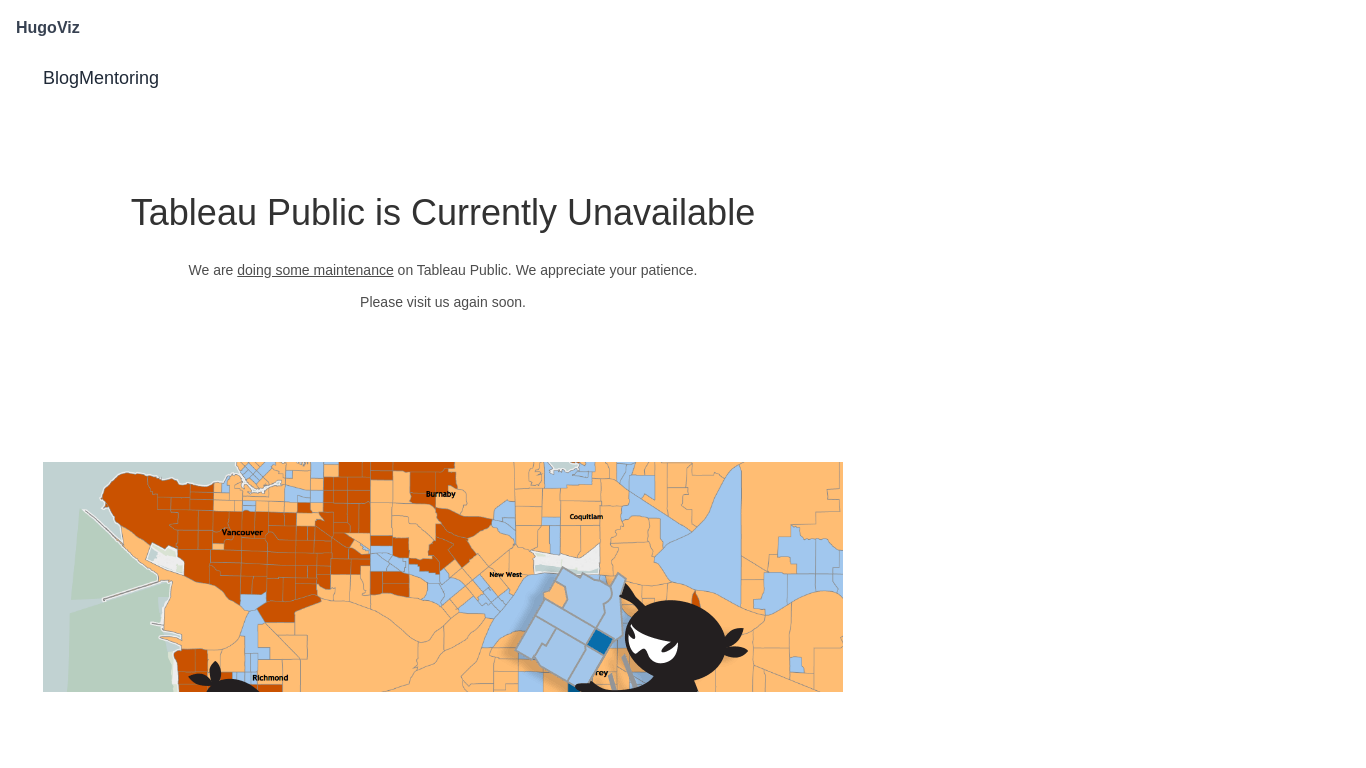 HugoViz
BlogMentoring
Tableau Public is Currently Unavailable
We are doing some maintenance on Tableau Public. We appreciate your patience.
Please visit us again soon.
Burnaby
Coquitlam
Vancouver
New West
rey
Richmond